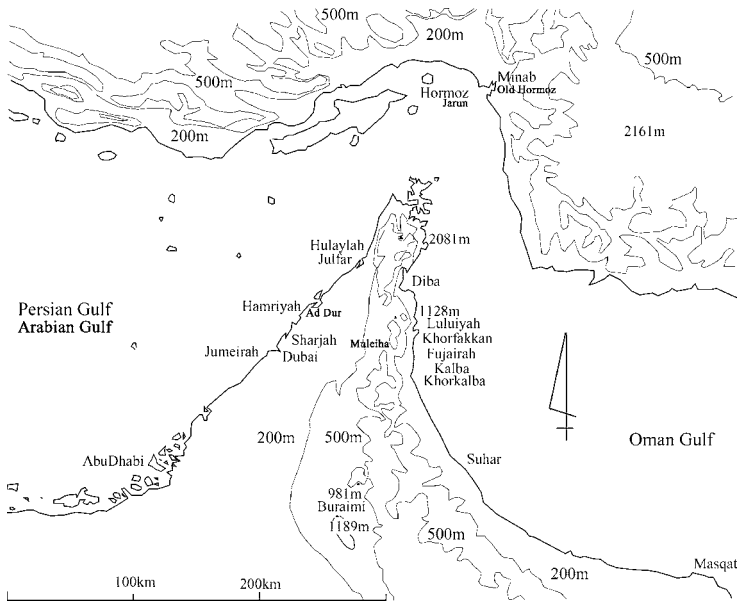 500m
500m
200m
500m
500m
Minab
Old Hormoz
Hormoz
Jarun
200m
2161m
2081m
Hulaylah
Julfar
Diba
Persian Gulf
Arabian Gulf
Hamriyah
Ad Dur
1128m
Luluiyah
Sharjah
Muleiha
Khorfakkan
Jumeirah
Dubai
Fujairah
Kalba
Khorkalba
200m
500m
Oman Gulf
AbuDhabi
Suhar
981m
Buraimi
1189m
500m
200m
Masqat
100km
200km